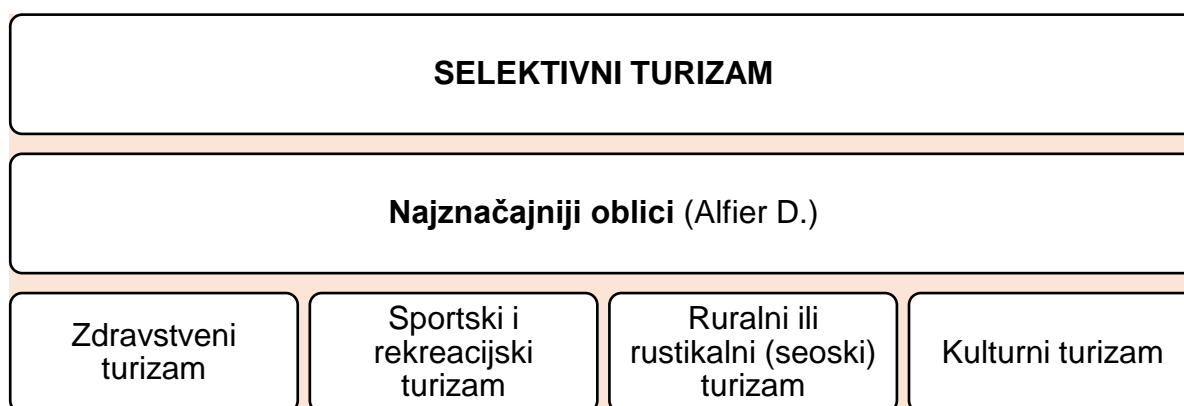 SELEKTIVNI TURIZAM
Najznačajniji oblici (Alfier D.)
Zdravstveni
turizam
Sportski i
rekreacijski
turizam
Ruralni ili
rustikalni (seoski)
turizam
Kulturni turizam